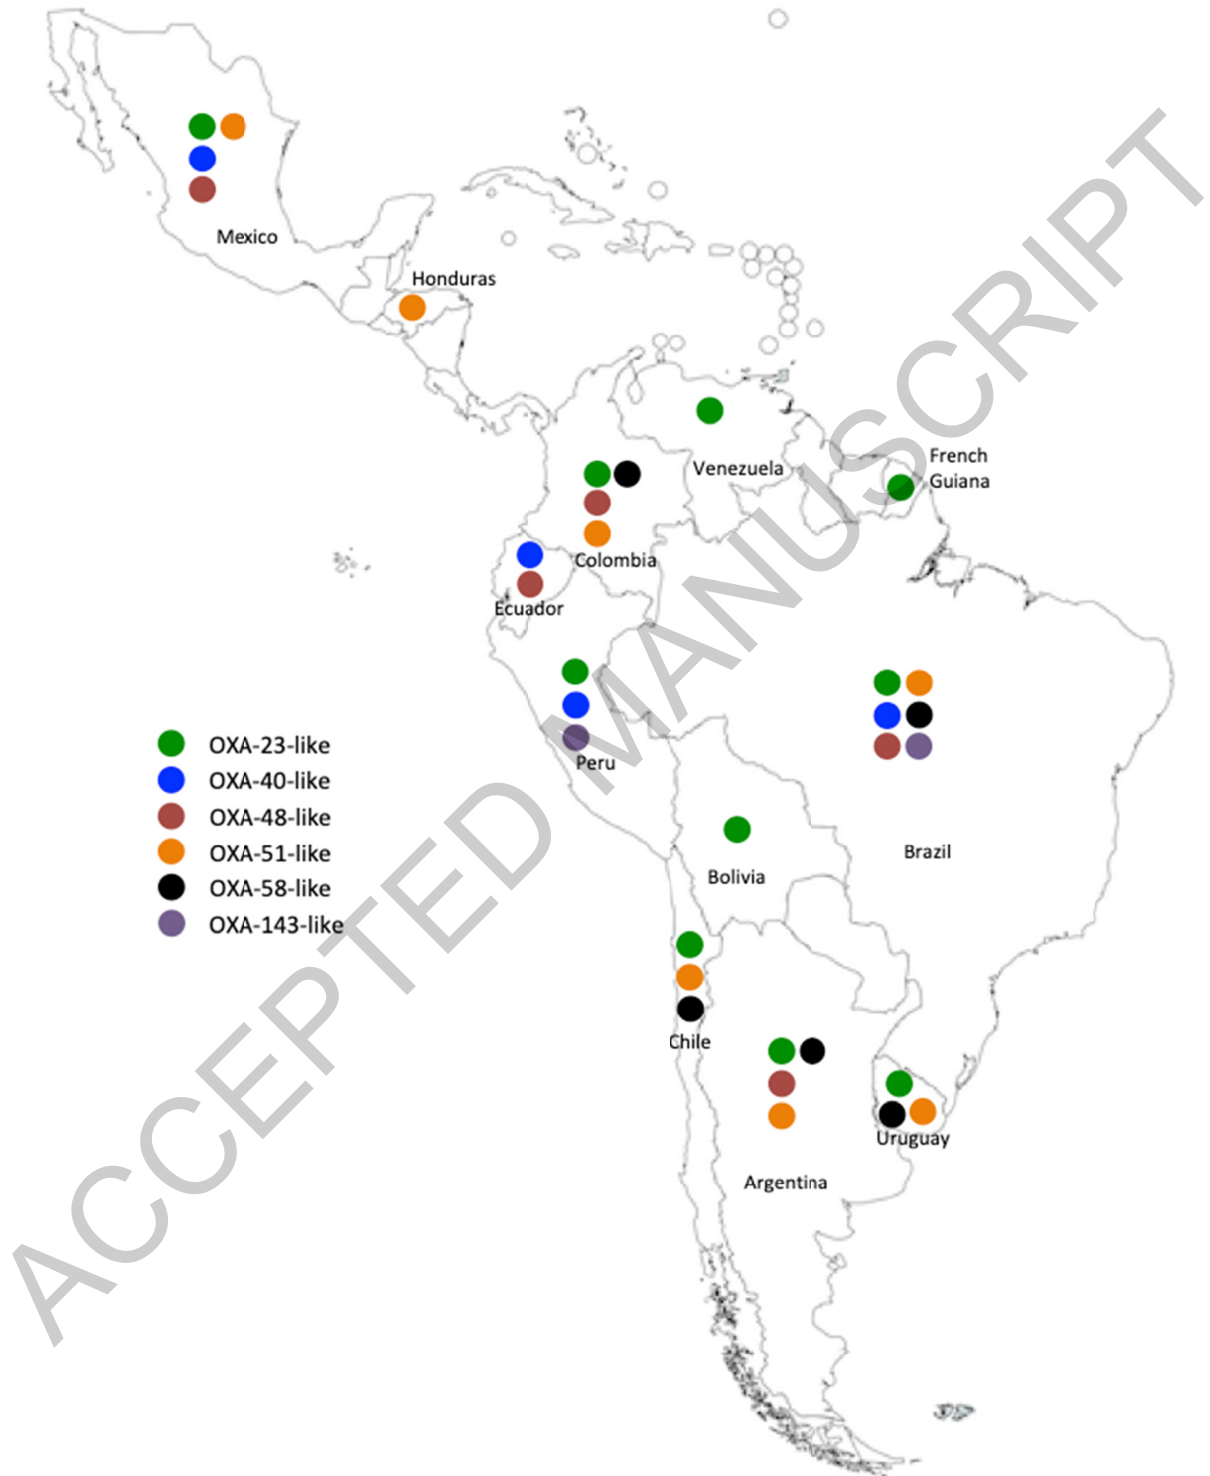 Mexico
Honduras
Venezuela
French
Guiana
Colombia
Ecuador
Peru
OXA-23-like
OXA-40-like
OXA-48-like
OXA-51-like
OXA-58-like
OXA-143-like
Brazil
Bolivia
Chile
Uruguay
Argentina
ACCEPTED MANUSCRIPT